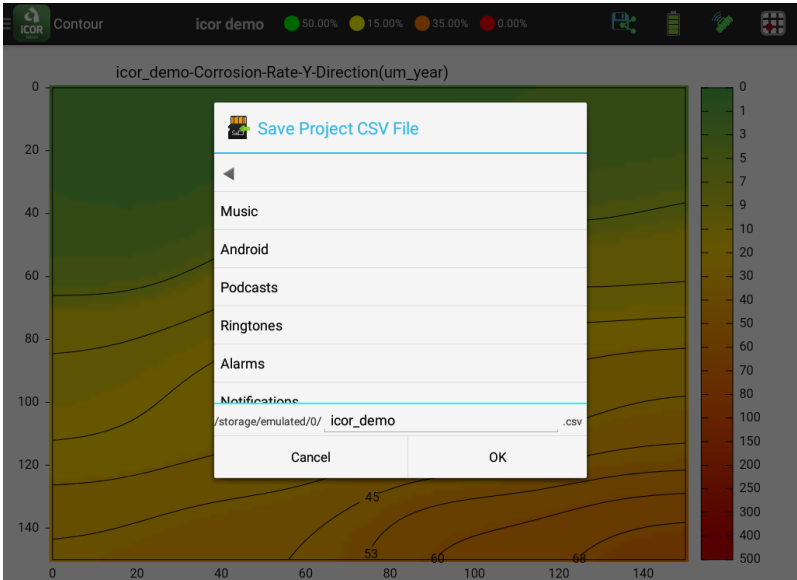 iCOR
Contour
icor demo
50.00%
15.00%
35.00%
0.00%
icor_demo-Corrosion-Rate-Y-Direction(um_year)
Save Project CSV File
Music
Android
Podcasts
Ringtones
Alarms
Notifications
/storage/emulated/0/
icor_demo
.csv
Cancel
OK
0
20
40
60
80
100
120
140
0
20
40
60
80
100
120
140
45
53
60
68
0
1
3
5
7
9
10
20
30
40
50
60
70
80
100
150
200
300
400
500